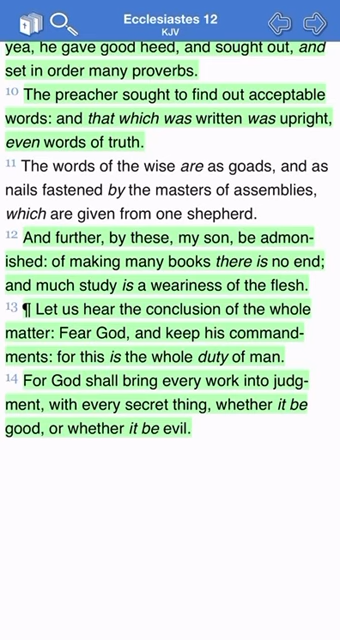 Ecclesiastes 12
KJV
yea, he gave good heed, and sought out, and
set in order many proverbs.
10 The preacher sought to find out acceptable
words: and that which was written was upright,
even words of truth.
11 The words of the wise are as goads, and as
nails fastened by the masters of assemblies,
which are given from one shepherd.
12 And further, by these, my son, be admon-
ished: of making many books there is no end;
and much study is a weariness of the flesh.
13 ¶ Let us hear the conclusion of the whole
matter: Fear God, and keep his command-
ments: for this is the whole duty of man.
14 For God shall bring every work into judg-
ment, with every secret thing, whether it be
good, or whether it be evil.